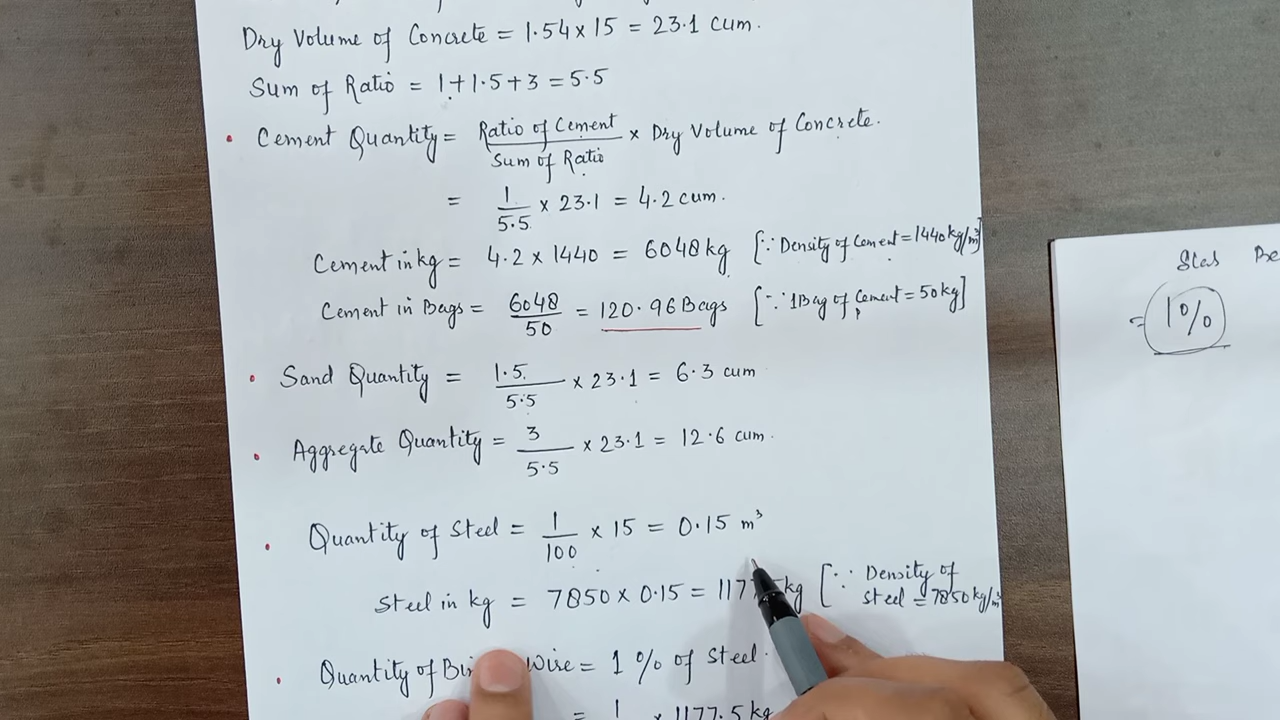 Dry Volume of Concrete = 1.54 x 15 = 23.1 cum.
Sum of Ratio = 1+1.5+3 = 5.5
• Cement Quantity = Ratio of Cement / Sum of Ratio x Dry Volume of Concrete.
= 1 / 5.5 x 23.1 = 4.2 cum.
Cement in kg = 4.2 x 1440 = 6048 kg [∵ Density of Cement = 1440 kg/m³]
Cement in Bags = 6048 / 50 = 120.96 Bags [∵ 1 Bag of Cement = 50 kg]
• Sand Quantity = 1.5 / 5.5 x 23.1 = 6.3 cum
• Aggregate Quantity = 3 / 5.5 x 23.1 = 12.6 cum.
• Quantity of Steel = 1 / 100 x 15 = 0.15 m³
Steel in kg = 7850 x 0.15 = 117 kg [∵ Density of
Steel = 7850 kg/m³
• Quantity of Wire = 1 % of Steel.
= 1 x 1177.5 kg
Slab
= 1%